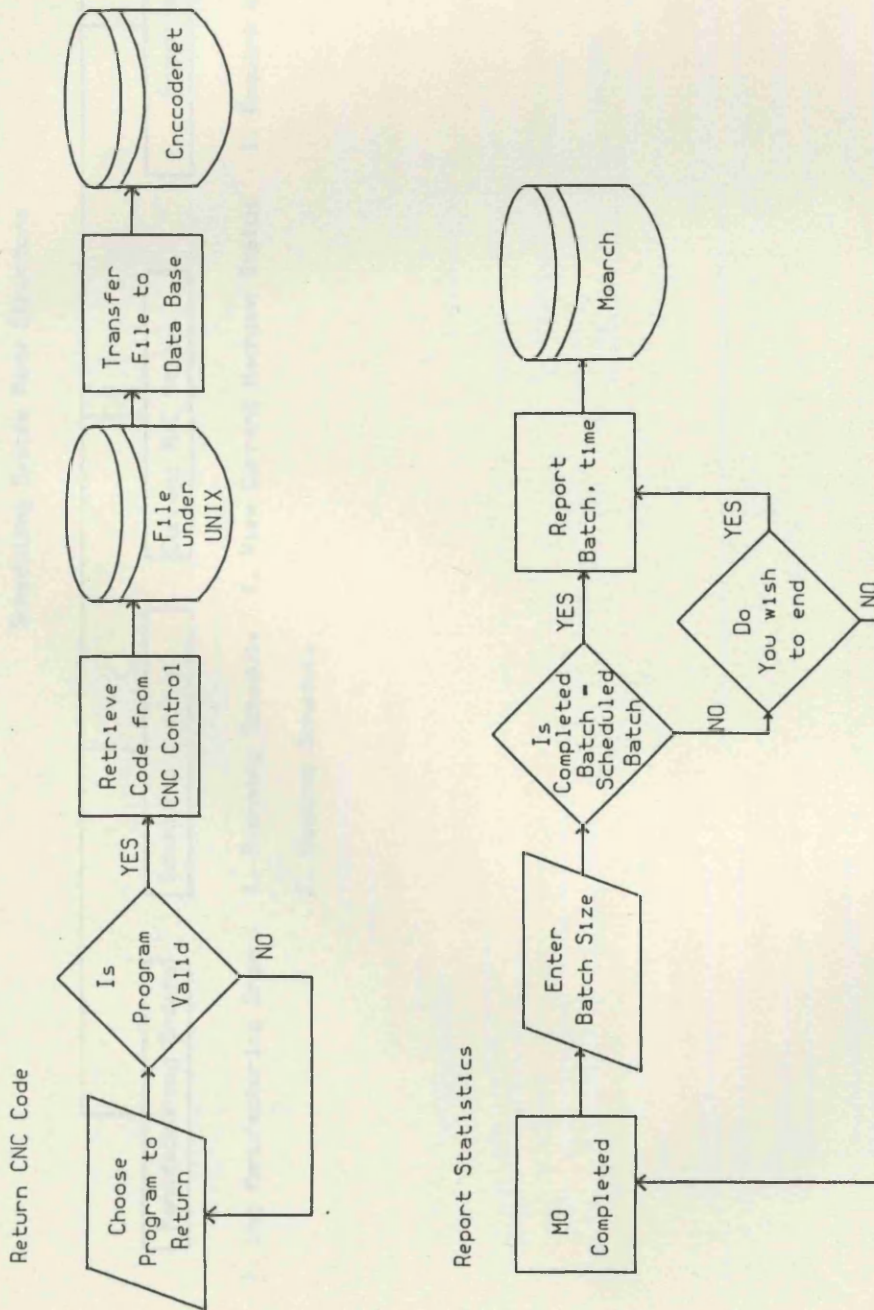 Return CNC Code
Choose
Program to
Return
Is
Program
Valid
YES
NO
Retrieve
Code from
CNC Control
File
under
UNIX
Transfer
File to
Data Base
Cnccoderet
Report Statistics
MO
Completed
Enter
Batch Size
Is
Completed
Batch =
Scheduled
Batch
YES
NO
Report
Batch, time
Moarch
Do
You wish
to end
YES
NO